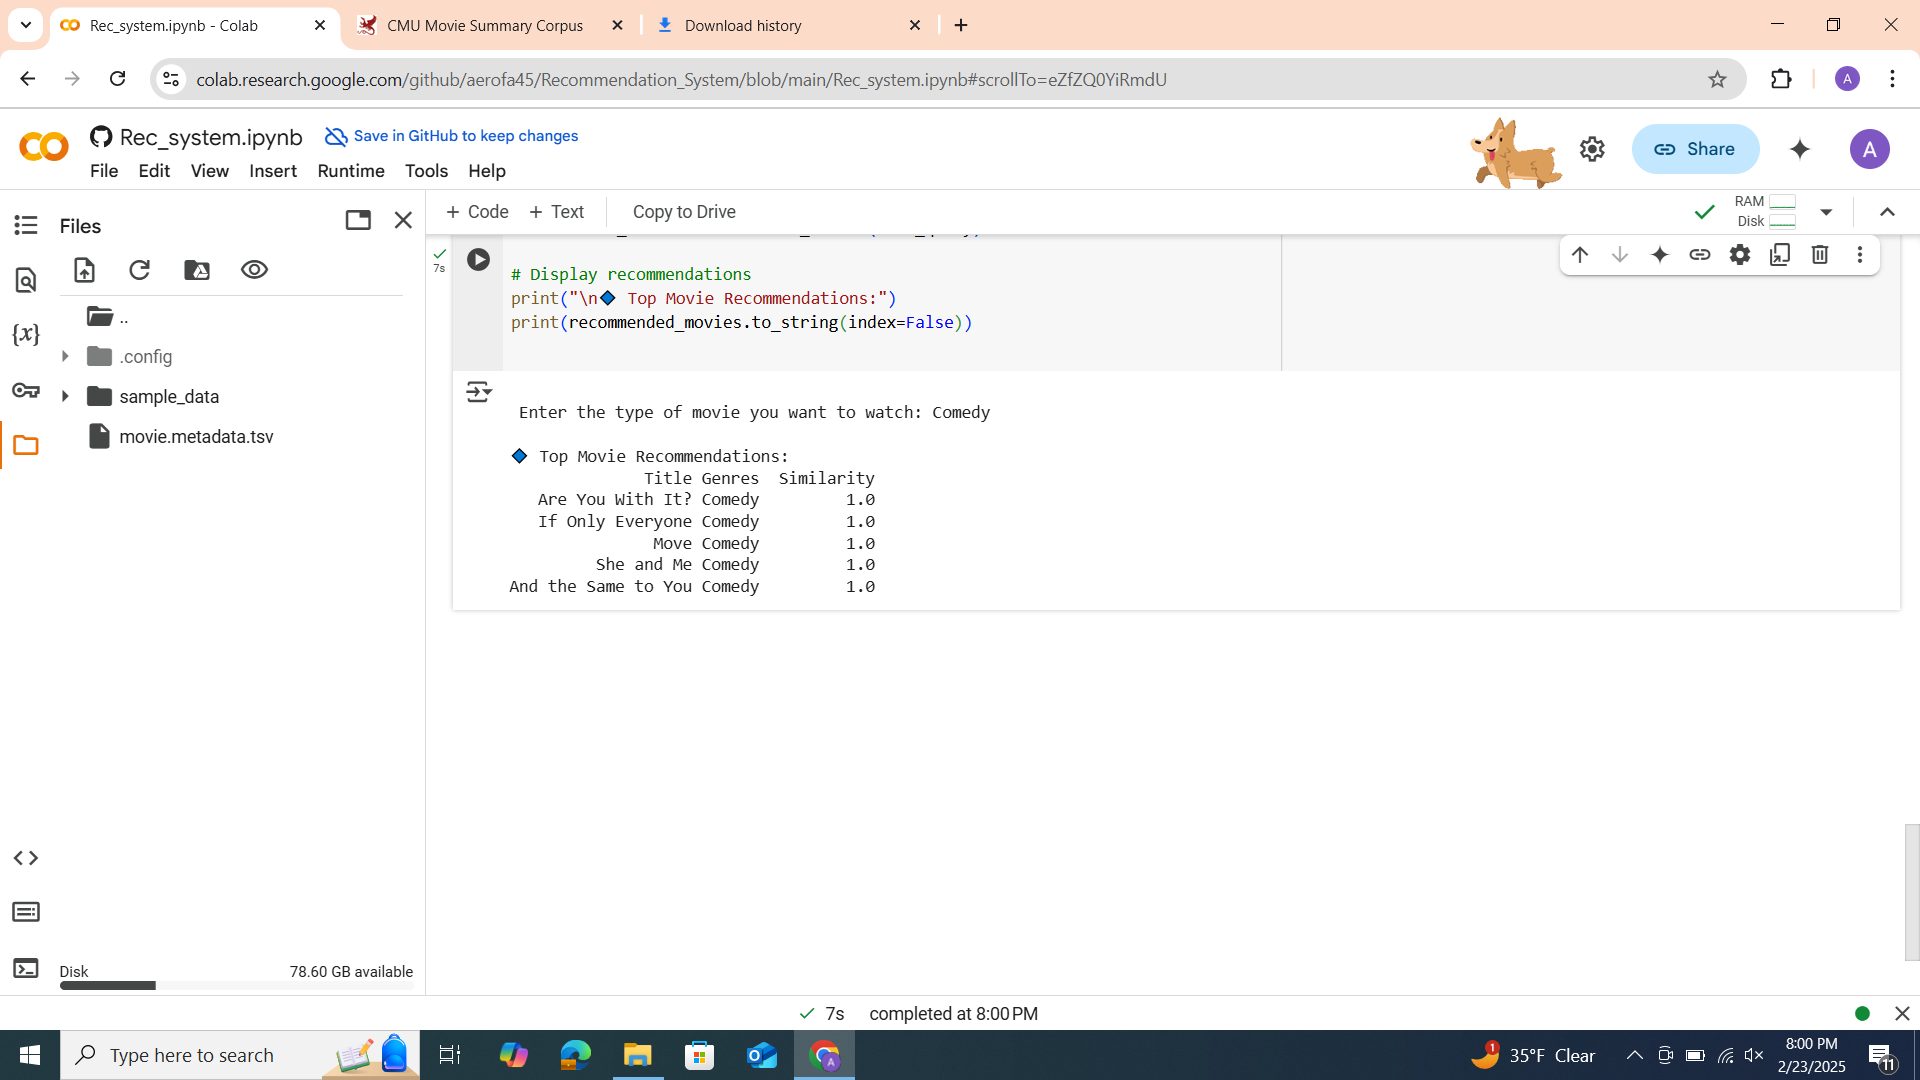 Rec_system.ipynb - Colab
CMU Movie Summary Corpus
Download history
colab.research.google.com/github/aerofa45/Recommendation_System/blob/main/Rec_system.ipynb#scrollTo=eZfZQ0YiRmdU
A
Rec_system.ipynb
Save in GitHub to keep changes
File Edit View Insert Runtime Tools Help
Share
A
Files
+ Code + Text Copy to Drive
RAM
Disk
..
.config
sample_data
movie.metadata.tsv
{x}
7s
# Display recommendations
print("\n🔷 Top Movie Recommendations:")
print(recommended_movies.to_string(index=False))
Enter the type of movie you want to watch: Comedy
🔷 Top Movie Recommendations:
Title Genres Similarity
Are You With It? Comedy 1.0
If Only Everyone Comedy 1.0
Move Comedy 1.0
She and Me Comedy 1.0
And the Same to You Comedy 1.0
Disk 78.60 GB available
7s completed at 8:00 PM
Type here to search
1
35°F Clear
8:00 PM
2/23/2025
11